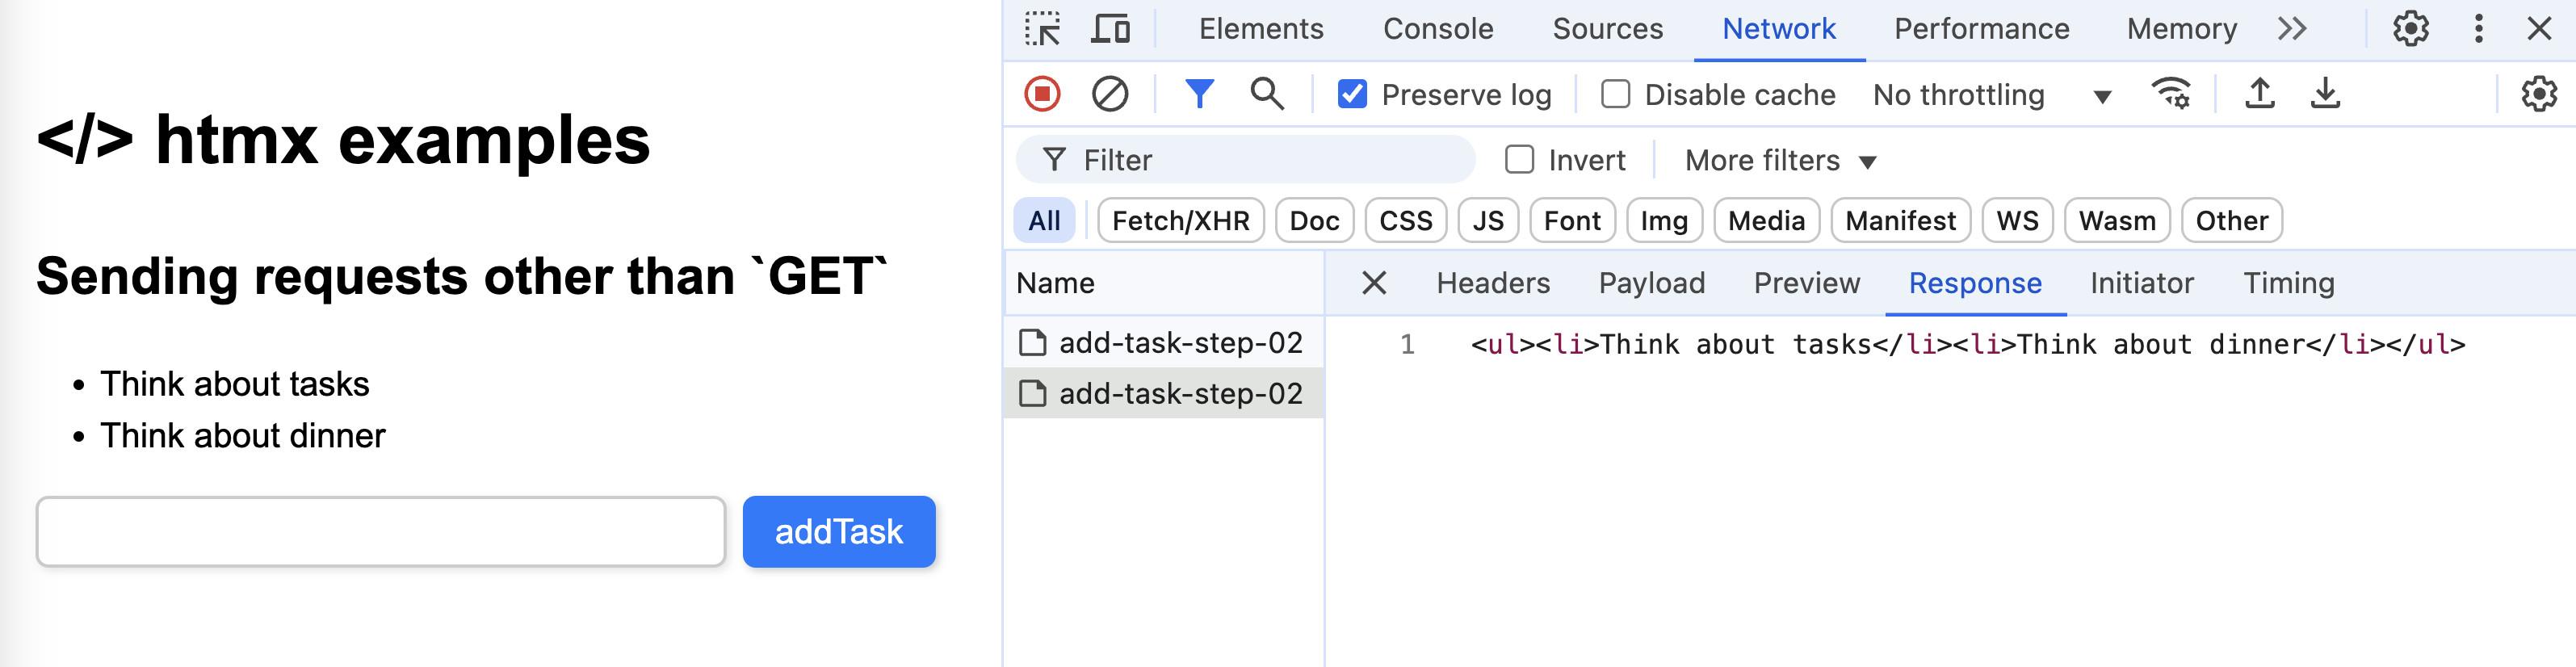 </> htmx examples
Sending requests other than `GET`
• Think about tasks
• Think about dinner
addTask
Elements Console Sources Network Performance Memory
Preserve log Disable cache No throttling
Filter Invert More filters
All Fetch/XHR Doc CSS JS Font Img Media Manifest WS Wasm Other
Name Headers Payload Preview Response Initiator Timing
add-task-step-02
add-task-step-02
1 <ul><li>Think about tasks</li><li>Think about dinner</li></ul>